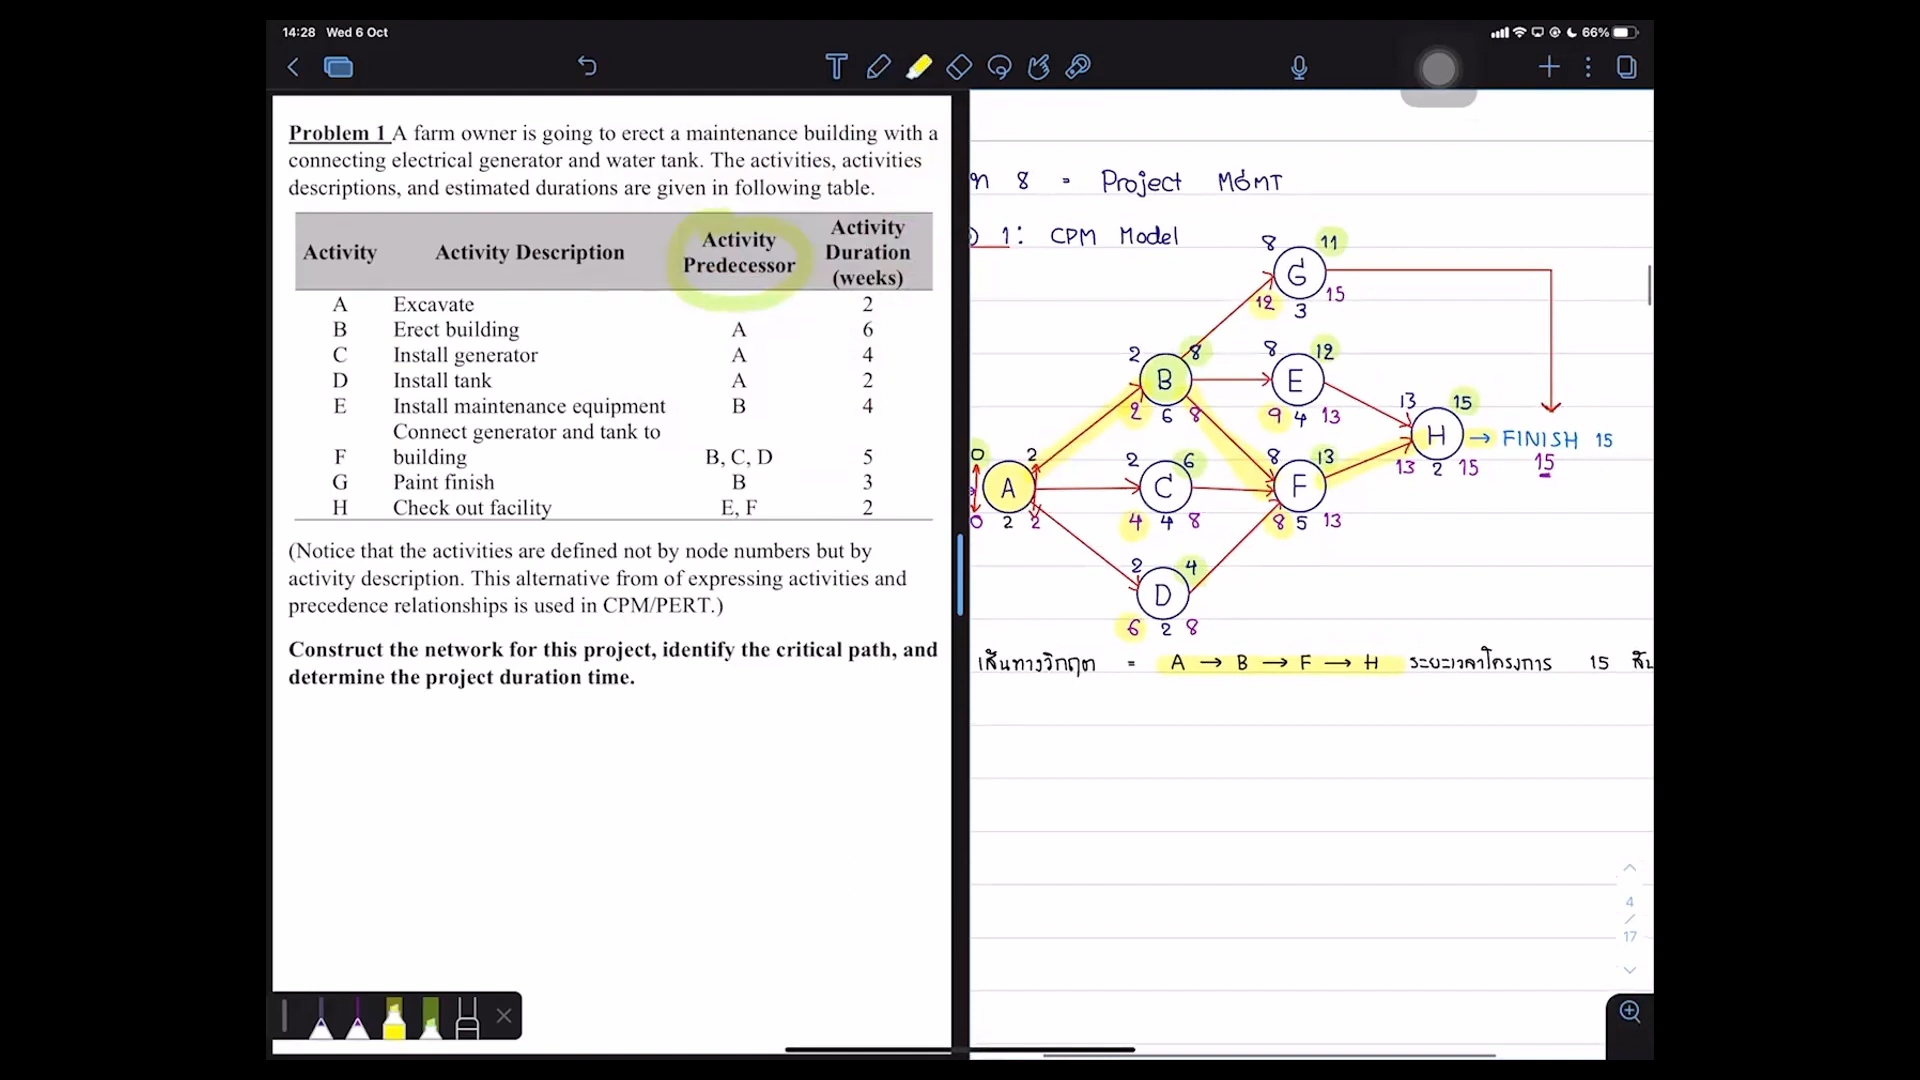 14:28 Wed 6 Oct
66%
Problem 1 A farm owner is going to erect a maintenance building with a
connecting electrical generator and water tank. The activities, activities
descriptions, and estimated durations are given in following table.
Activity Activity Description Activity Predecessor Activity Duration (weeks)
A Excavate 2
B Erect building A 6
C Install generator A 4
D Install tank A 2
E Install maintenance equipment B 4
Connect generator and tank to
F building B, C, D 5
G Paint finish B 3
H Check out facility E, F 2
(Notice that the activities are defined not by node numbers but by
activity description. This alternative from of expressing activities and
precedence relationships is used in CPM/PERT.)
Construct the network for this project, identify the critical path, and
determine the project duration time.
8 - Project MGMT
1: CPM Model
8 11
G
12 3 15
2 8
B
2 6 8
8 12
E
9 4 13
13 15
H → FINISH 15
13 2 15 15
0 2
A
0 2 2
2 6
C
4 4 8
8 13
F
8 5 13
2 4
D
6 2 8
เส้นทางวิกฤต = A → B → F → H ระยะเวลาโครงการ 15
4
/
17